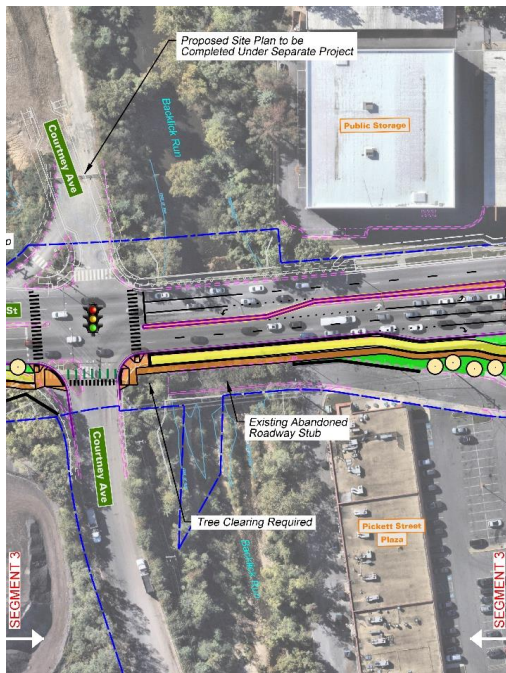 Proposed Site Plan to be
Completed Under Separate Project
Courtney Ave
Backlick Run
Public Storage
St
Existing Abandoned
Roadway Stub
Courtney Ave
Tree Clearing Required
Backlick Run
Pickett Street
Plaza
SEGMENT 3
SEGMENT 3